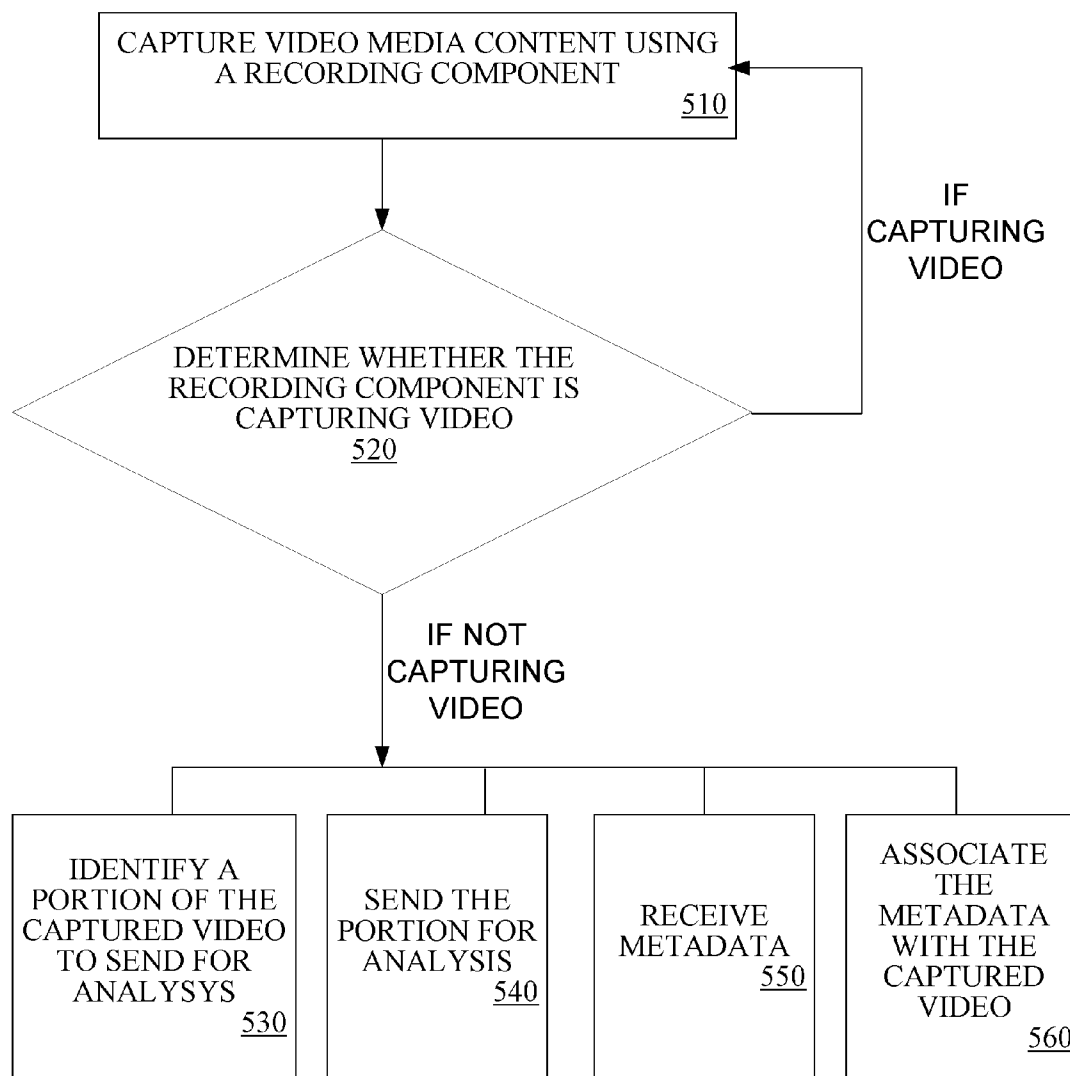 CAPTURE VIDEO MEDIA CONTENT USING
A RECORDING COMPONENT
510
IF
CAPTURING
VIDEO
DETERMINE WHETHER THE
RECORDING COMPONENT IS
CAPTURING VIDEO
520
IF NOT
CAPTURING
VIDEO
IDENTIFY A
PORTION OF THE
CAPTURED VIDEO
TO SEND FOR
ANALYSYS
530
SEND THE
PORTION FOR
ANALYSIS
540
RECEIVE
METADATA
550
ASSOCIATE
THE
METADATA
WITH THE
CAPTURED
VIDEO
560